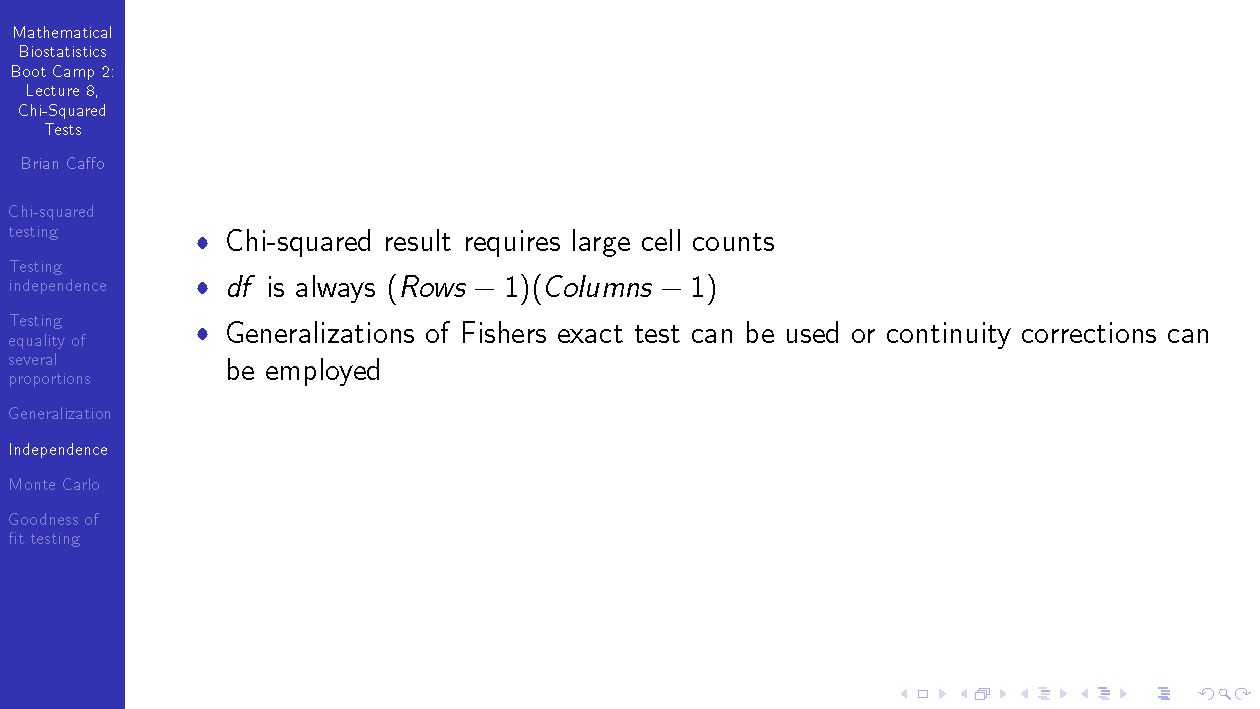 Mathematical
Biostatistics
Boot Camp 2:
Lecture 8,
Chi-Squared
Tests
Brian Caffo
Chi-squared
testing
Testing
independence
Testing
equality of
several
proportions
Generalization
Independence
Monte Carlo
Goodness of
fit testing
• Chi-squared result requires large cell counts
• df is always (Rows − 1)(Columns − 1)
• Generalizations of Fishers exact test can be used or continuity corrections can
be employed